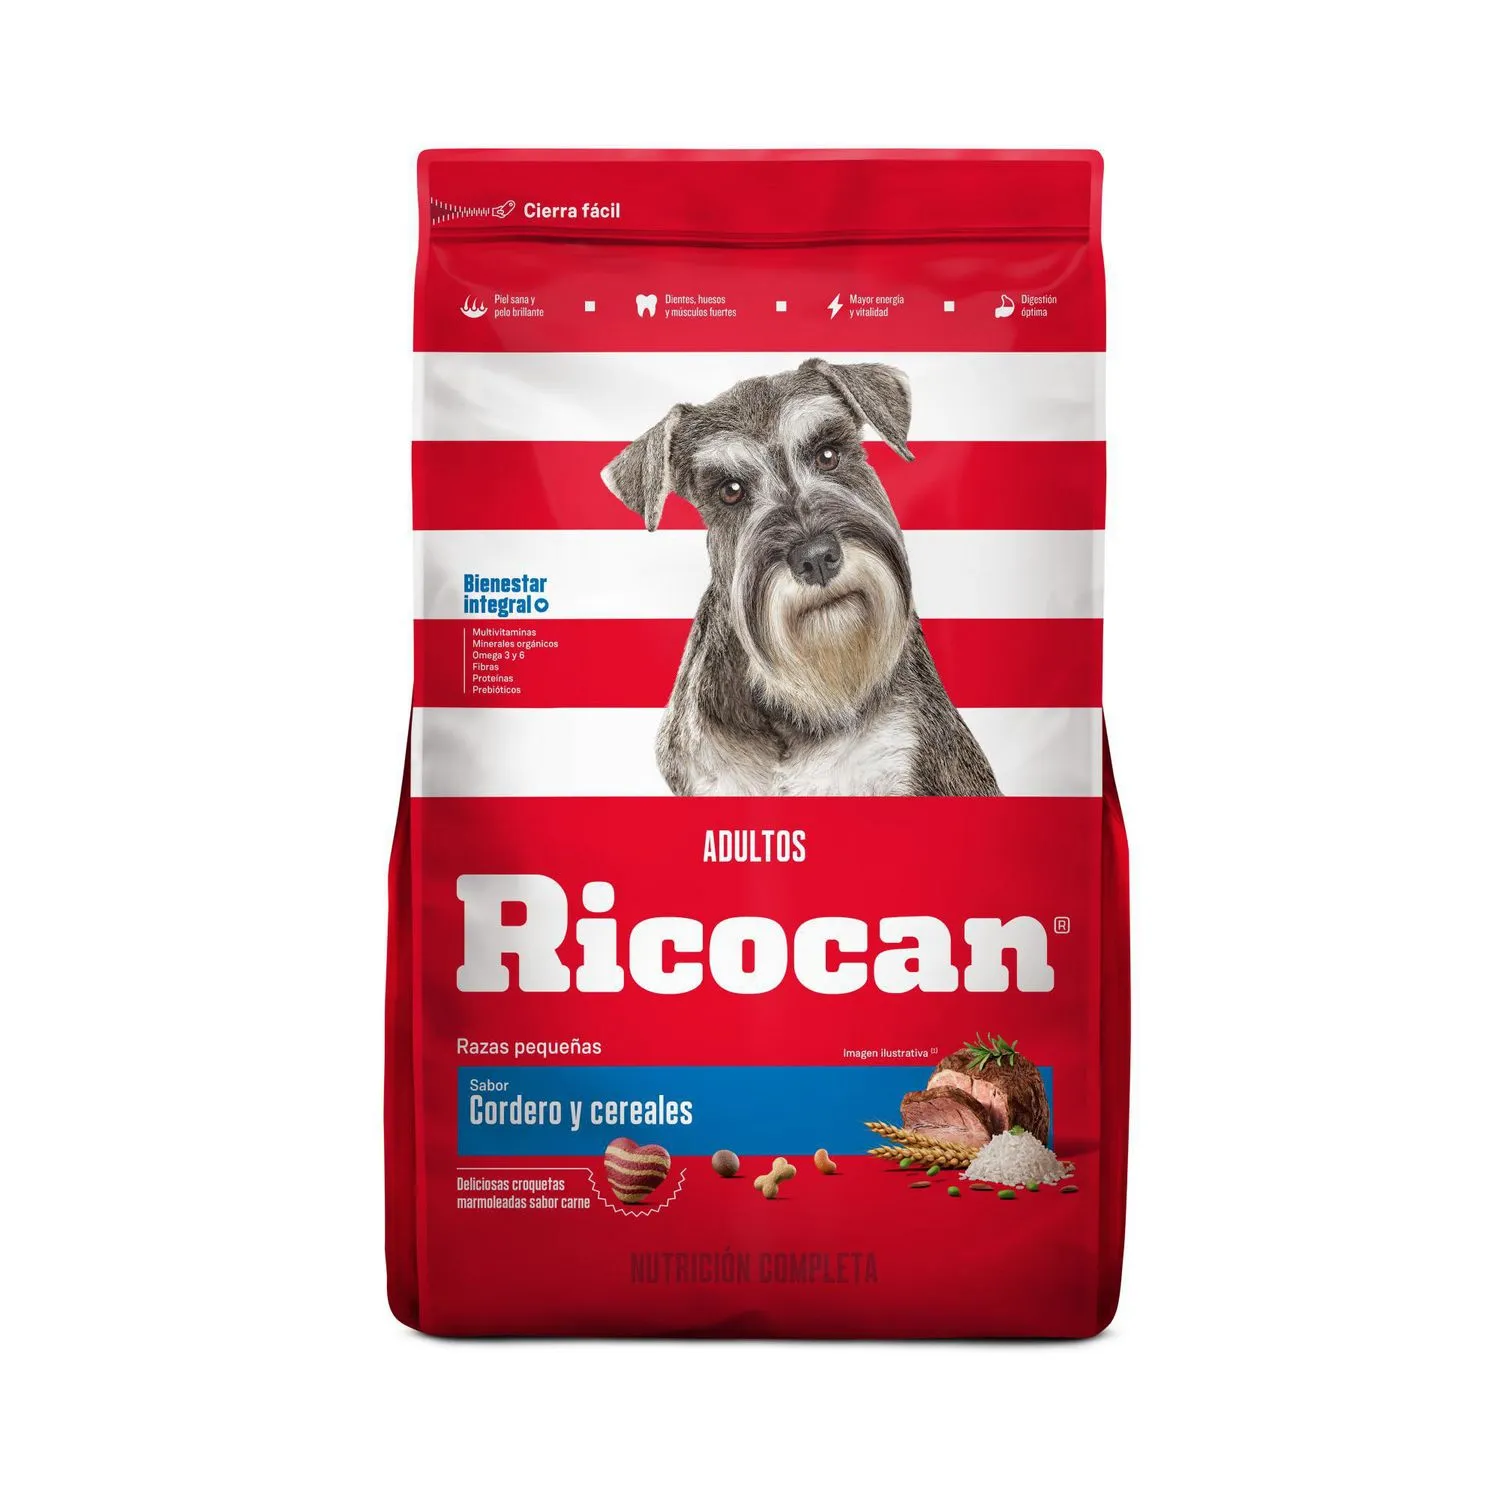 Cierra fácil
Piel sana y
pelo brillante
Dientes, huesos
y músculos fuertes
Mayor energía
y vitalidad
Digestión
óptima
Bienestar
integral
Multivitaminas
Minerales orgánicos
Omega 3 y 6
Fibras
Proteínas
Prebióticos
ADULTOS
Ricocan®
Razas pequeñas
Imagen ilustrativa (1)
Sabor
Cordero y cereales
Deliciosas croquetas
marmoleadas sabor carne
NUTRICIÓN COMPLETA